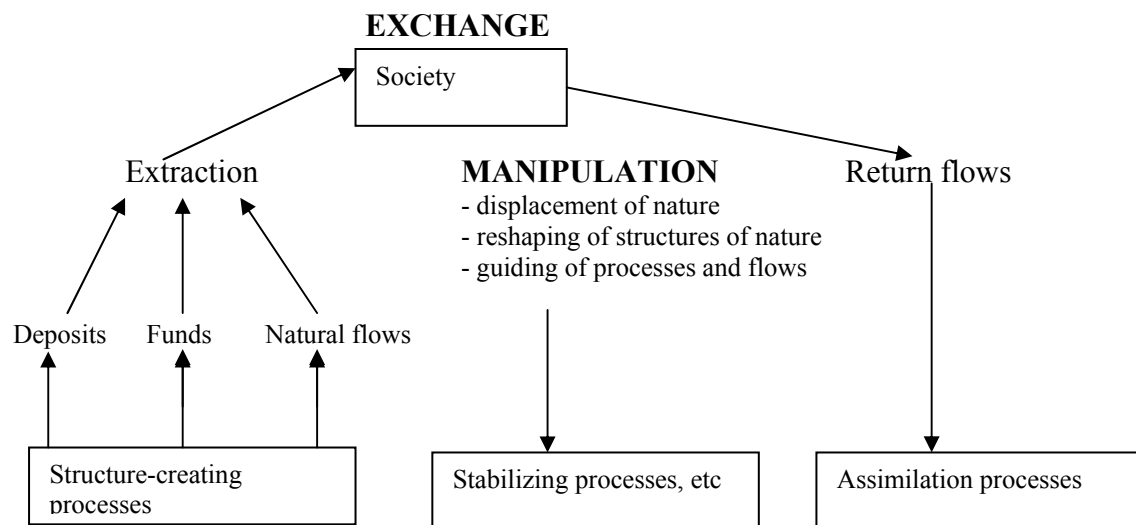 EXCHANGE
Society
Extraction
MANIPULATION
- displacement of nature
- reshaping of structures of nature
- guiding of processes and flows
Return flows
Deposits
Funds
Natural flows
Structure-creating
processes
Stabilizing processes, etc
Assimilation processes